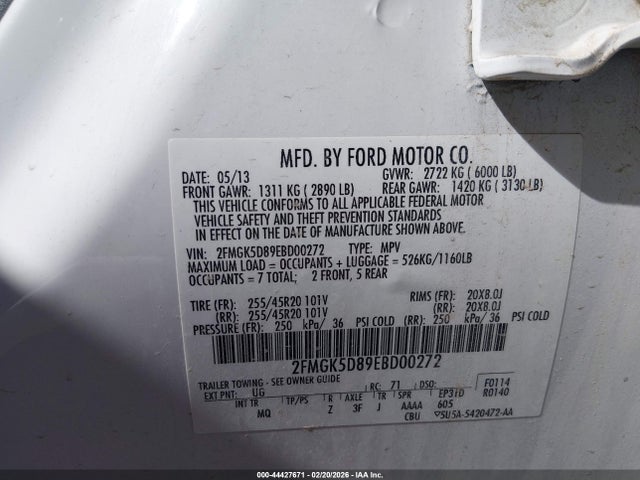 MFD. BY FORD MOTOR CO.
DATE: 05/13 GVWR: 2722 KG ( 6000 LB)
FRONT GAWR: 1311 KG ( 2890 LB) REAR GAWR: 1420 KG ( 3130 LB)
THIS VEHICLE CONFORMS TO ALL APPLICABLE FEDERAL MOTOR
VEHICLE SAFETY AND THEFT PREVENTION STANDARDS
IN EFFECT ON THE DATE OF MANUFACTURE SHOWN ABOVE.
VIN: 2FMGK5D89EBD00272 TYPE: MPV
MAXIMUM LOAD = OCCUPANTS + LUGGAGE = 526KG/1160LB
OCCUPANTS = 7 TOTAL; 2 FRONT, 5 REAR
TIRE (FR): 255/45R20 101V RIMS (FR): 20X8.0J
(RR): 255/45R20 101V (RR): 20X8.0J
PRESSURE (FR): 250 kPa/ 36 PSI COLD (RR) 250 kPa/ 36 PSI COLD
2FMGK5D89EBD00272
TRAILER TOWING - SEE OWNER GUIDE
EXT PNT: UG RC: 71 DSO: F0114
INT TR TP/PS R AXLE TR SPR EP31D R0140
MQ Z 3F J AAAA 605
CBU 5U5A-5420472-AA
000-44427671 | 02/20/2026 | IAA Inc.